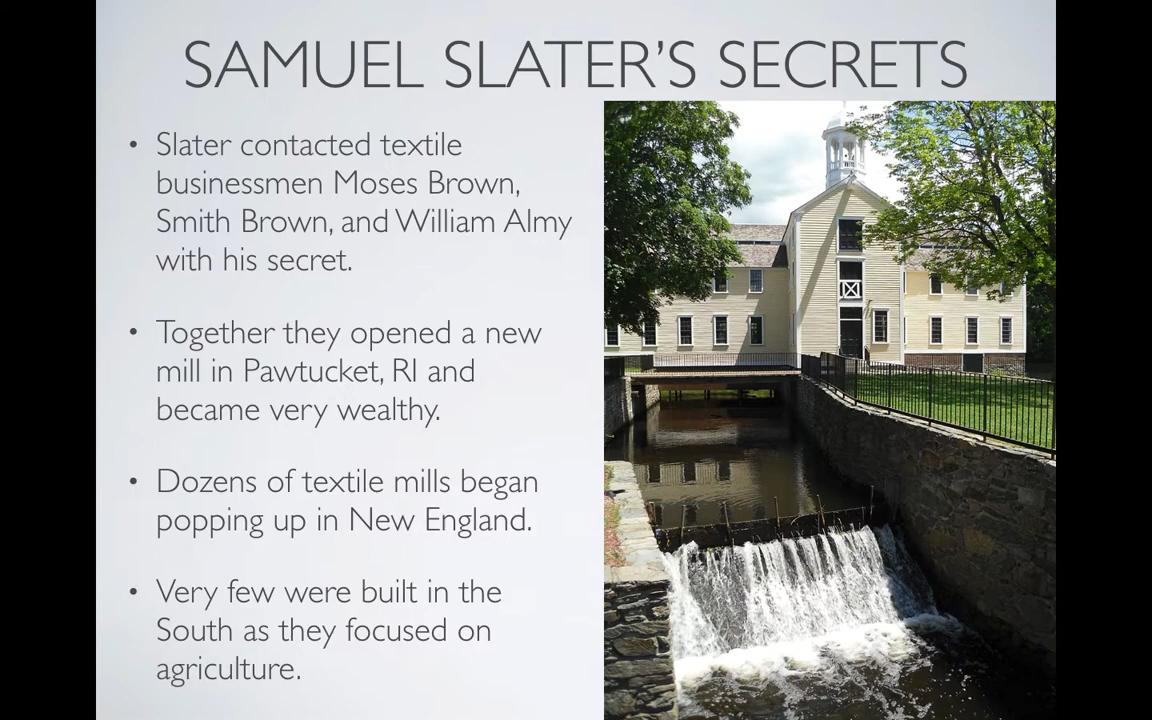 SAMUEL SLATER'S SECRETS
• Slater contacted textile
businessmen Moses Brown,
Smith Brown, and William Almy
with his secret.
• Together they opened a new
mill in Pawtucket, RI and
became very wealthy.
• Dozens of textile mills began
popping up in New England.
• Very few were built in the
South as they focused on
agriculture.